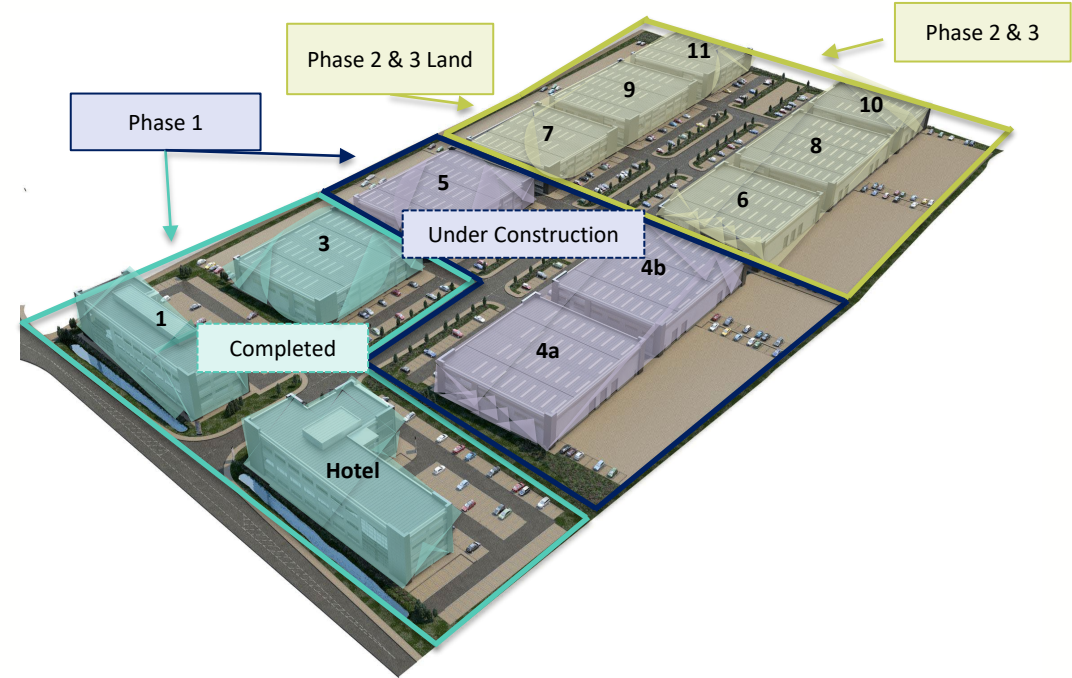 Phase 2 & 3 Land
Phase 2 & 3
11
9
10
Phase 1
7
8
5
6
Under Construction
3
4b
1
Completed
4a
Hotel